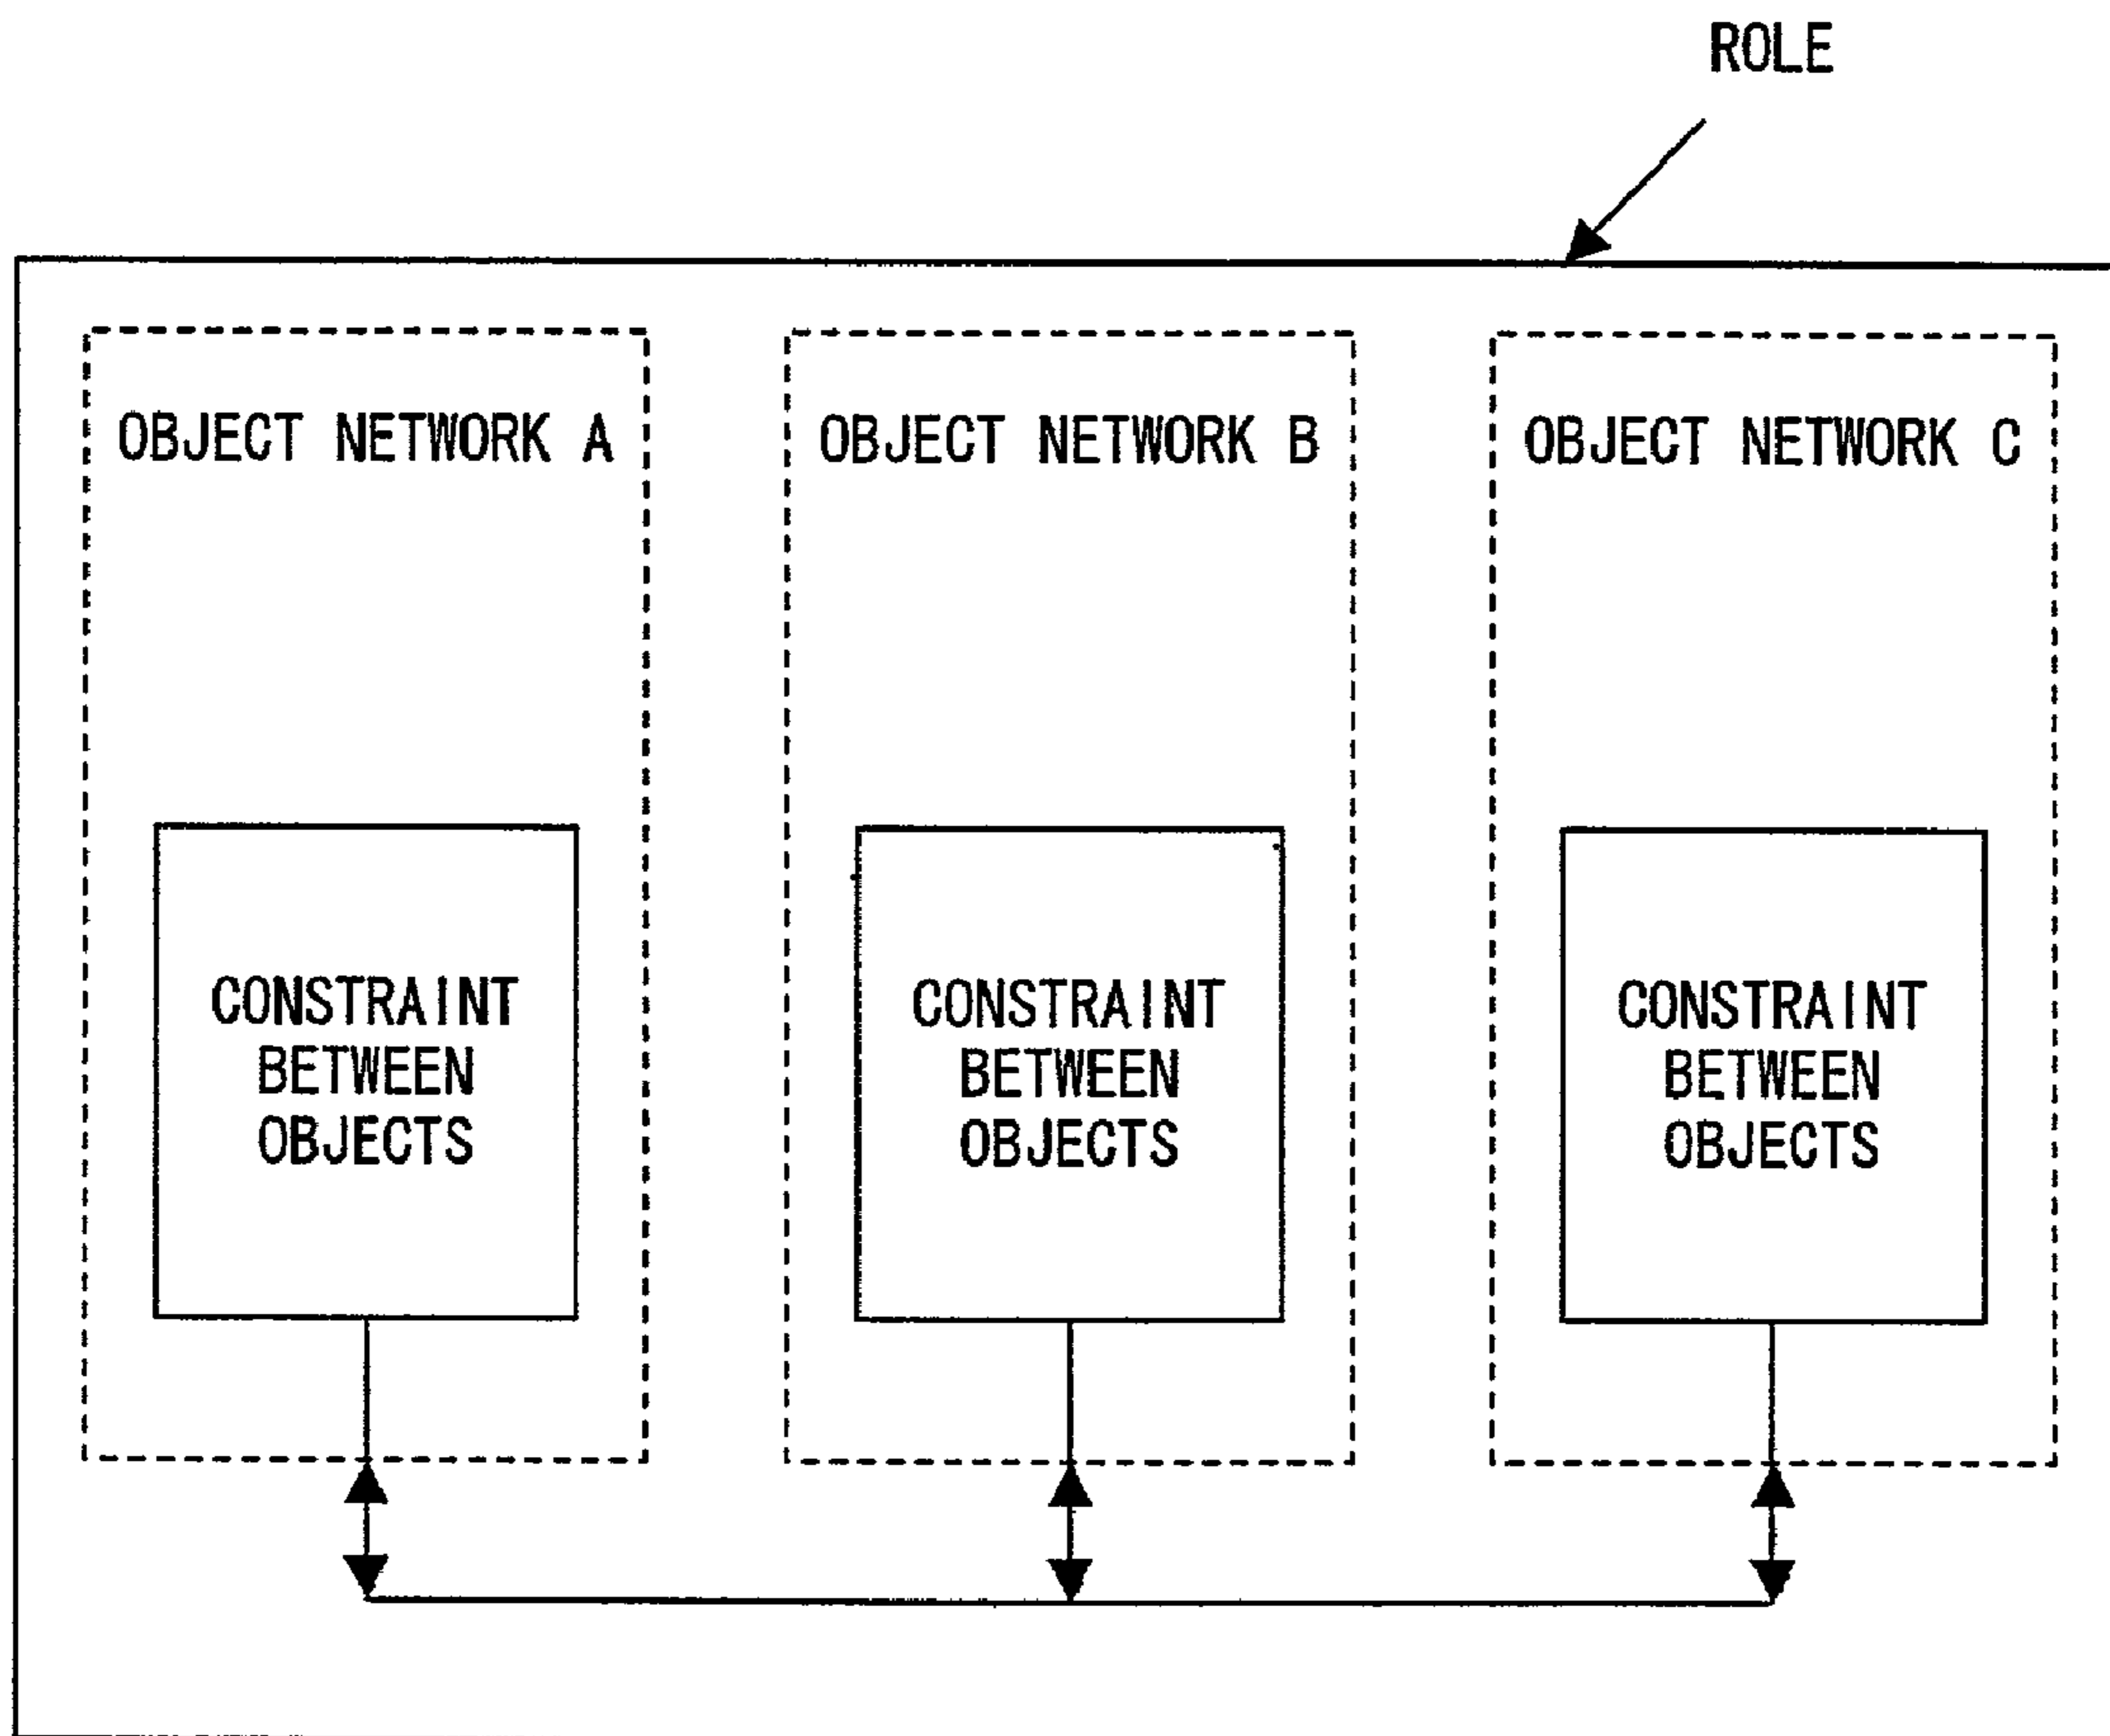 ROLE
OBJECT NETWORK A
OBJECT NETWORK B
OBJECT NETWORK C
CONSTRAINT
BETWEEN
OBJECTS
CONSTRAINT
BETWEEN
OBJECTS
CONSTRAINT
BETWEEN
OBJECTS